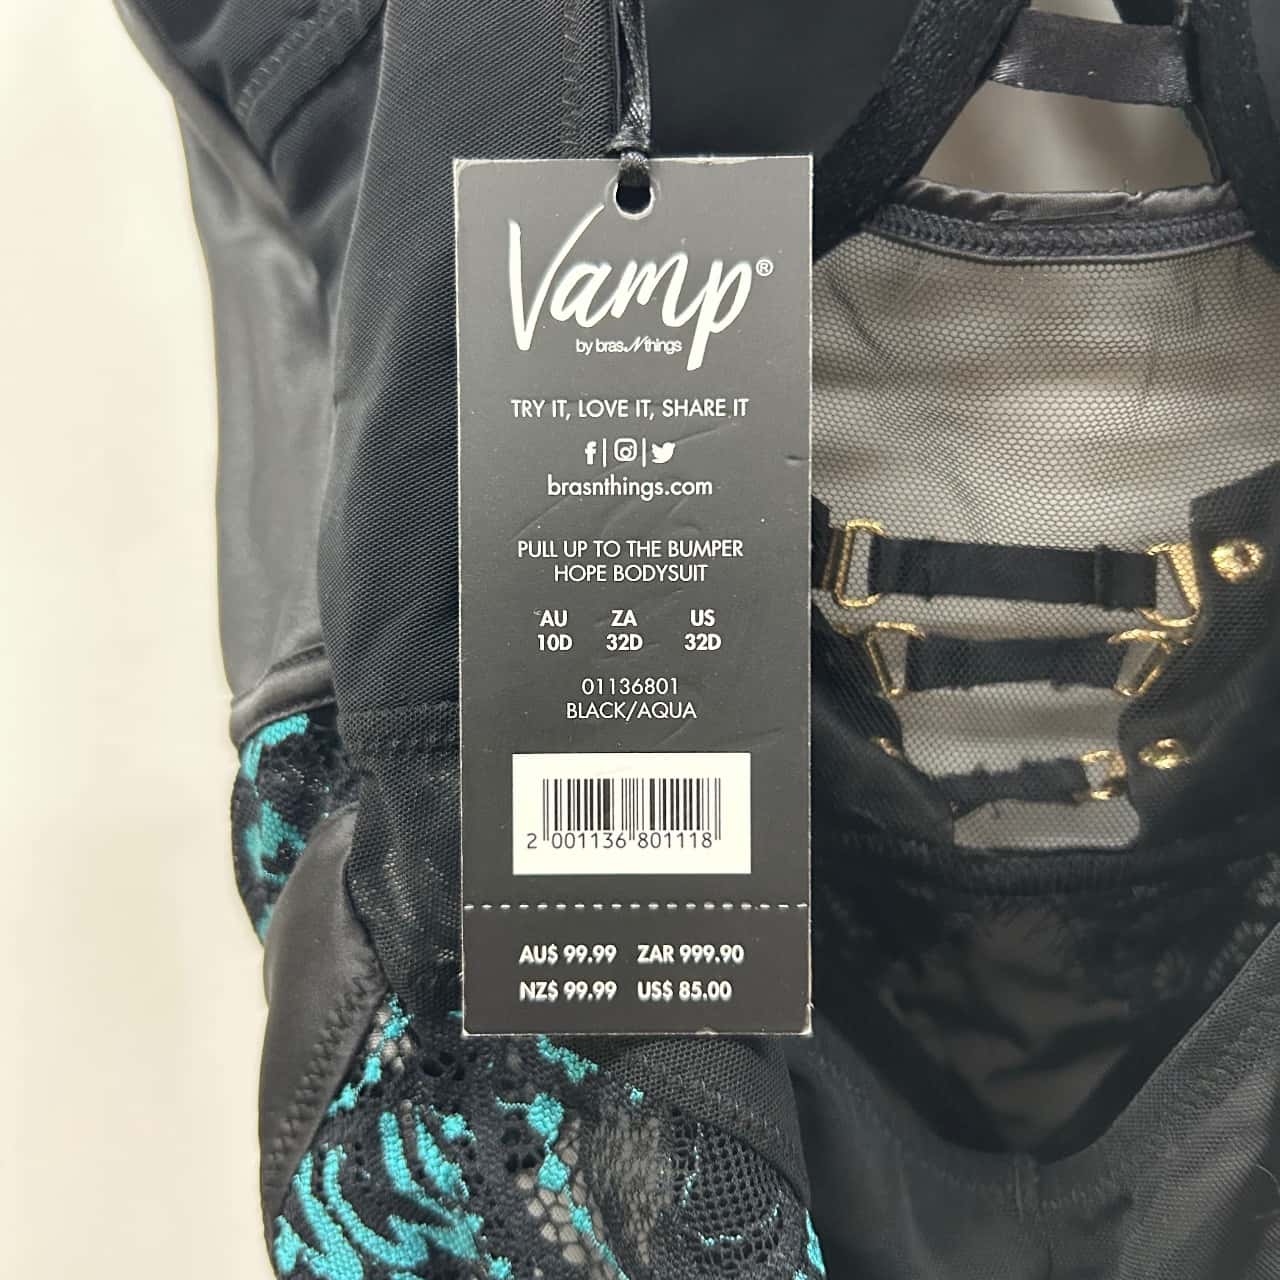 Vamp®
by bras N things
TRY IT, LOVE IT, SHARE IT
f
brasnthings.com
PULL UP TO THE BUMPER
HOPE BODYSUIT
AU ZA US
10D 32D 32D
01136801
BLACK/AQUA
2 001136 801118
AU$ 99.99 ZAR 999.90
NZ$ 99.99 US$ 85.00